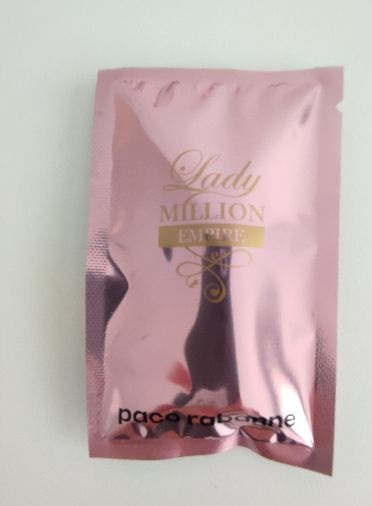 Lady
MILLION
EMPIRE
paco rabanne